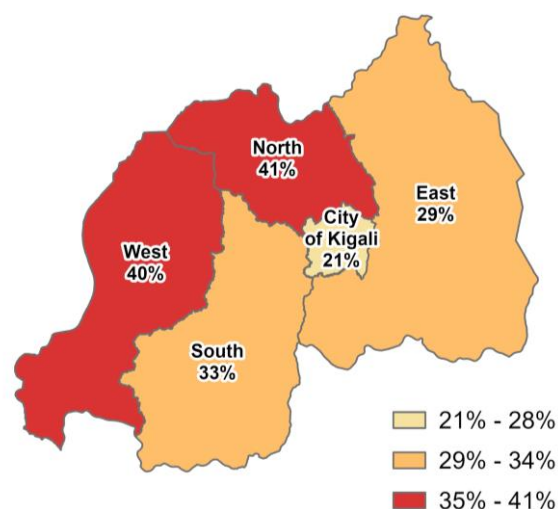 North
41%
East
29%
City
of Kigali
21%
West
40%
South
33%
21% - 28%
29% - 34%
35% - 41%